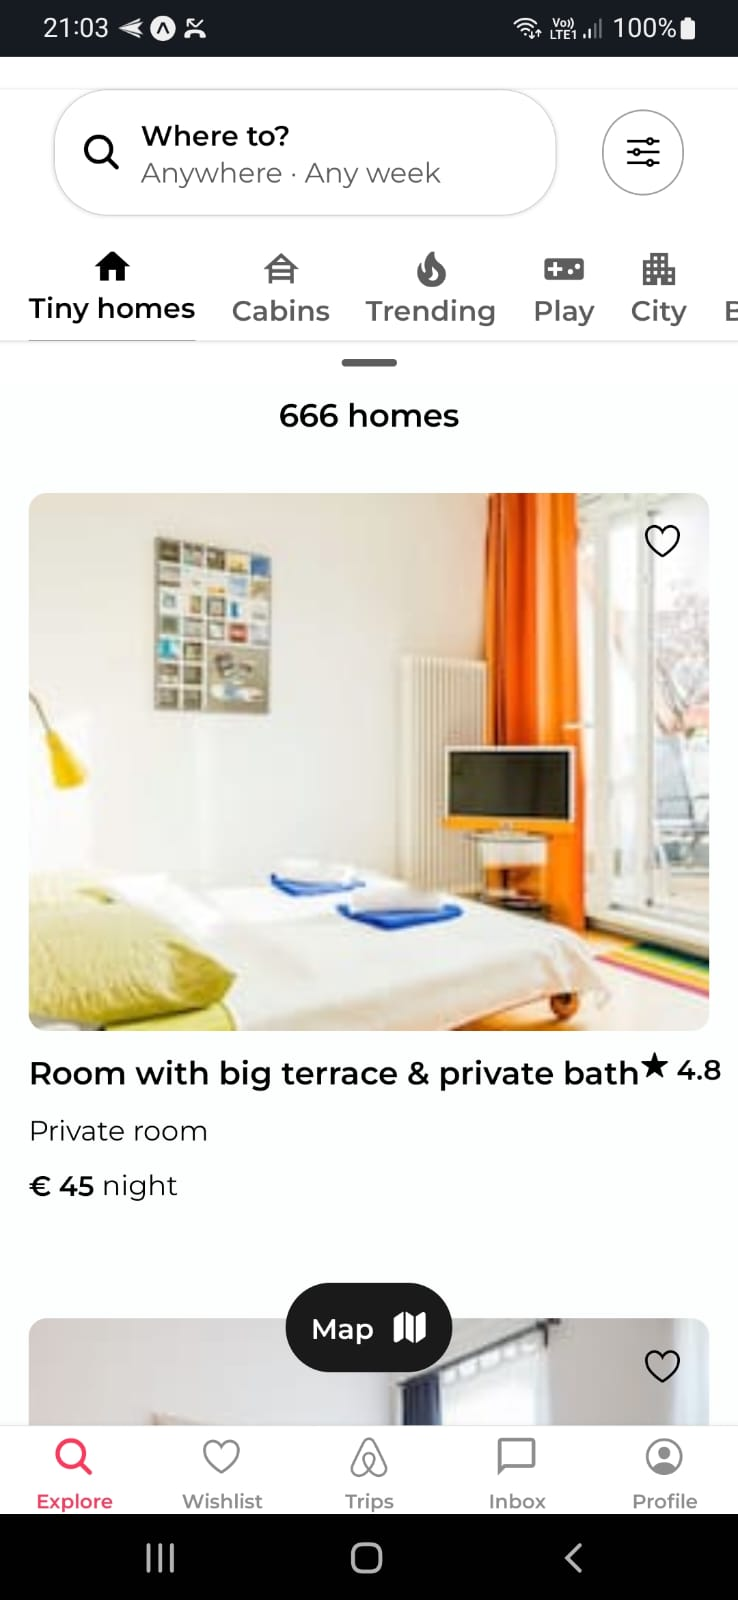 21:03
Vo))
LTE1
100%
Where to?
Anywhere · Any week
Tiny homes
Cabins
Trending
Play
City
666 homes
Room with big terrace & private bath ★ 4.8
Private room
€ 45 night
Map
Explore
Wishlist
Trips
Inbox
Profile